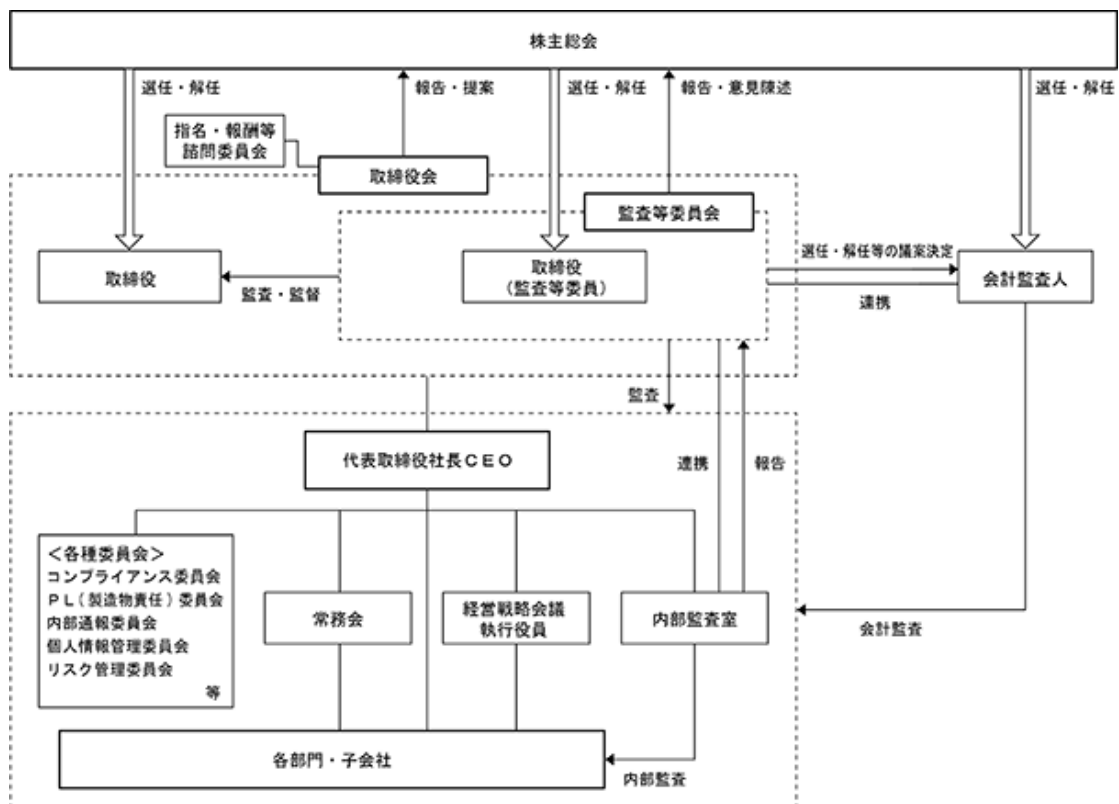 株主総会
選任・解任
報告・提案
選任・解任
報告・意見陳述
選任・解任
指名・報酬等
諮問委員会
取締役会
監査等委員会
取締役
監査・監督
取締役
（監査等委員）
選任・解任等の議案決定
連携
会計監査人
監査
代表取締役社長ＣＥＯ
連携
報告
＜各種委員会＞
コンプライアンス委員会
ＰＬ（製造物責任）委員会
内部通報委員会
個人情報管理委員会
リスク管理委員会
等
常務会
経営戦略会議
執行役員
内部監査室
会計監査
各部門・子会社
内部監査